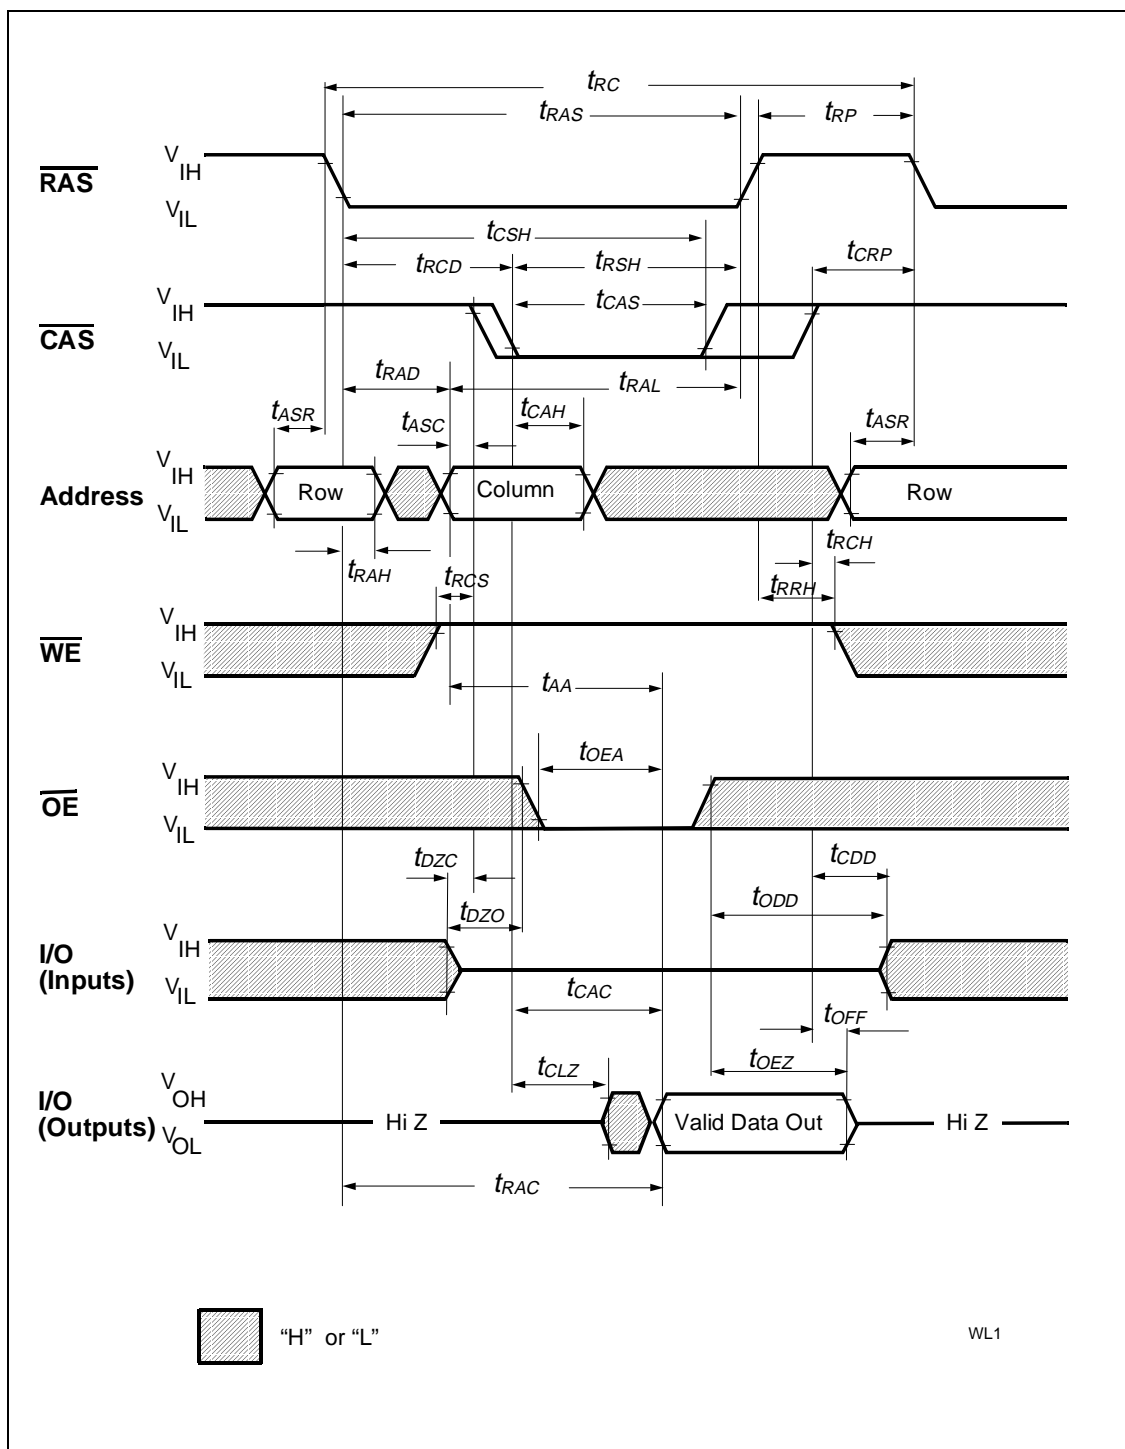 tRC
tRAS
tRP
VIH
RAS
VIL
tCSH
tRCD
tRSH
tCRP
tCAS
VIH
CAS
VIL
tRAD
tRAL
tASR
tASC
tCAH
tASR
VIH
Address
Row
Column
Row
VIL
tRAH
tRCS
tRCH
tRRH
VIH
WE
VIL
tAA
tOEA
VIH
OE
VIL
tDZC
tCDD
tDZO
tODD
VIH
I/O
(Inputs)
VIL
tCAC
tOFF
tCLZ
tOEZ
VOH
I/O
(Outputs)
VOL
Hi Z
Valid Data Out
Hi Z
tRAC
“H” or “L”
WL1